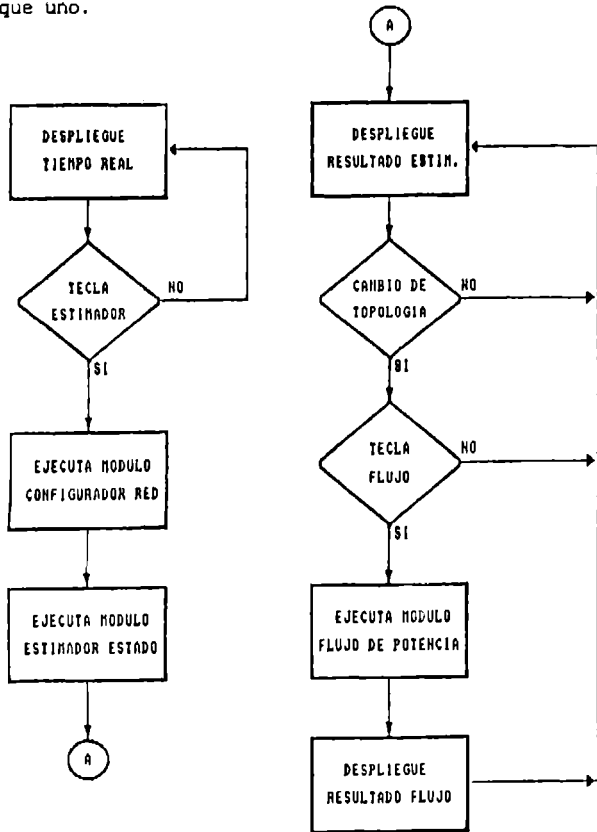 que uno.
DESPLIEGUE
TIEMPO REAL
TECLA
ESTIMADOR
NO
SI
EJECUTA MODULO
CONFIGURADOR RED
EJECUTA MODULO
ESTIMADOR ESTADO
A
A
DESPLIEGUE
RESULTADO ESTIM.
CAMBIO DE
TOPOLOGIA
NO
SI
TECLA
FLUJO
NO
SI
EJECUTA MODULO
FLUJO DE POTENCIA
DESPLIEGUE
RESULTADO FLUJO